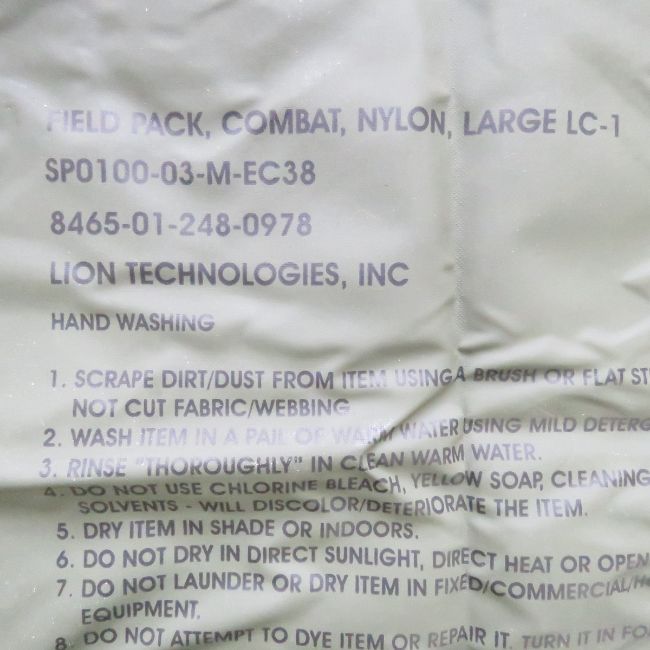 FIELD PACK, COMBAT, NYLON, LARGE LC-1
SP0100-03-M-EC38
8465-01-248-0978
LION TECHNOLOGIES, INC
HAND WASHING
1. SCRAPE DIRT/DUST FROM ITEM USING A BRUSH OR FLAT ST
NOT CUT FABRIC/WEBBING
2. WASH ITEM IN A PAIL OF WARM WATER USING MILD DETERG
3. RINSE "THOROUGHLY" IN CLEAN WARM WATER.
4. DO NOT USE CHLORINE BLEACH, YELLOW SOAP, CLEANING
SOLVENTS - WILL DISCOLOR/DETERIORATE THE ITEM.
5. DRY ITEM IN SHADE OR INDOORS.
6. DO NOT DRY IN DIRECT SUNLIGHT, DIRECT HEAT OR OPEN
7. DO NOT LAUNDER OR DRY ITEM IN FIXED/COMMERCIAL/H
EQUIPMENT.
8. DO NOT ATTEMPT TO DYE ITEM OR REPAIR IT. TURN IT IN FO